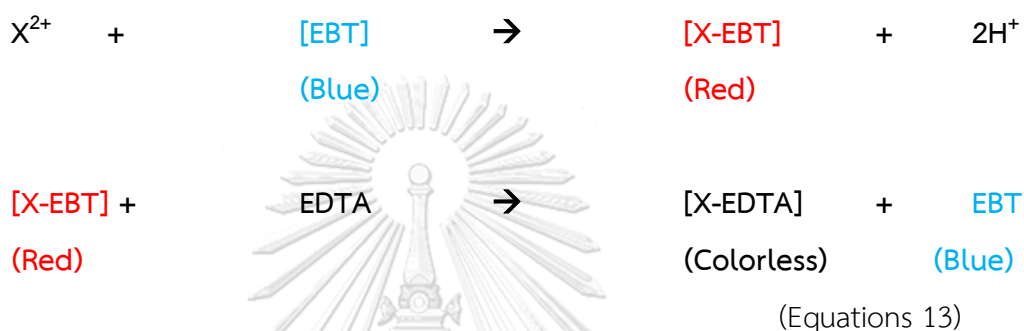 X²⁺ + [EBT] → [X-EBT] + 2H⁺
(Blue) (Red)
[X-EBT] + EDTA → [X-EDTA] + EBT
(Red) (Colorless) (Blue)
(Equations 13)